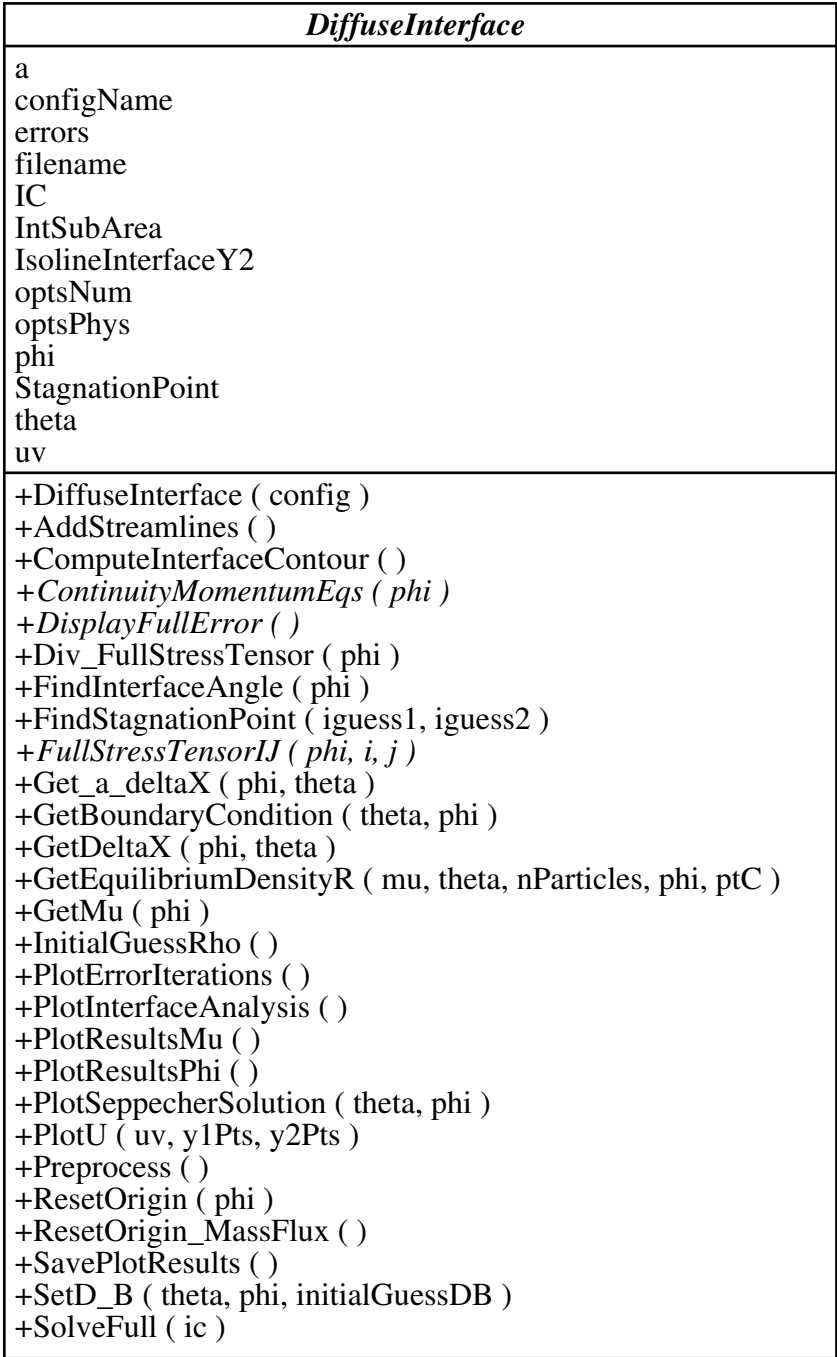 DiffuseInterface
a
configName
errors
filename
IC
IntSubArea
IsolineInterfaceY2
optsNum
optsPhys
phi
StagnationPoint
theta
uv
+DiffuseInterface ( config )
+AddStreamlines ( )
+ComputeInterfaceContour ( )
+ContinuityMomentumEqs ( phi )
+DisplayFullError ( )
+Div_FullStressTensor ( phi )
+FindInterfaceAngle ( phi )
+FindStagnationPoint ( iguess1, iguess2 )
+FullStressTensorIJ ( phi, i, j )
+Get_a_deltaX ( phi, theta )
+GetBoundaryCondition ( theta, phi )
+GetDeltaX ( phi, theta )
+GetEquilibriumDensityR ( mu, theta, nParticles, phi, ptC )
+GetMu ( phi )
+InitialGuessRho ( )
+PlotErrorIterations ( )
+PlotInterfaceAnalysis ( )
+PlotResultsMu ( )
+PlotResultsPhi ( )
+PlotSeppecherSolution ( theta, phi )
+PlotU ( uv, y1Pts, y2Pts )
+Preprocess ( )
+ResetOrigin ( phi )
+ResetOrigin_MassFlux ( )
+SavePlotResults ( )
+SetD_B ( theta, phi, initialGuessDB )
+SolveFull ( ic )